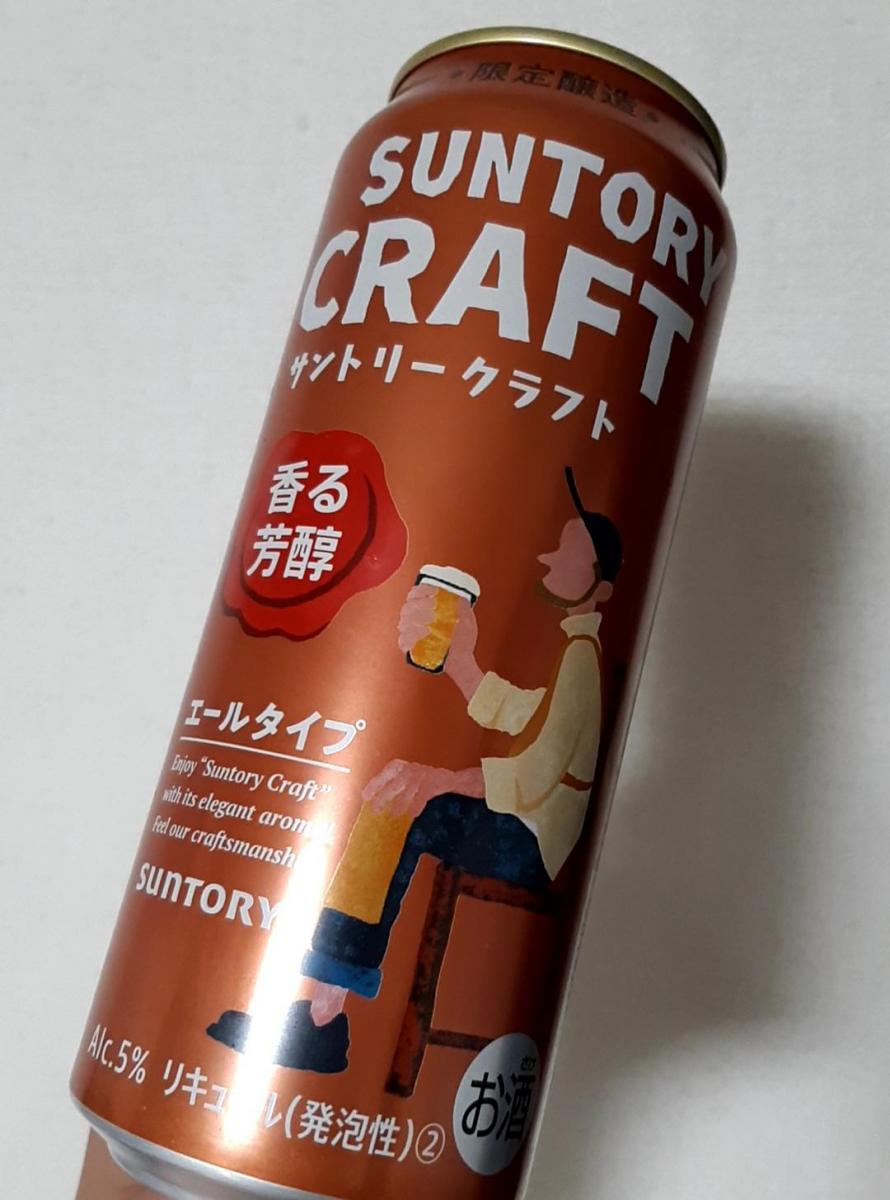 ・限定醸造・
SUNTORY
CRAFT
サントリークラフト
香る
芳醇
エールタイプ
Enjoy “Suntory Craft”
with its elegant
Feel our
SUNTORY
Alc.5% リキュール(発泡性)②
さけ
お酒